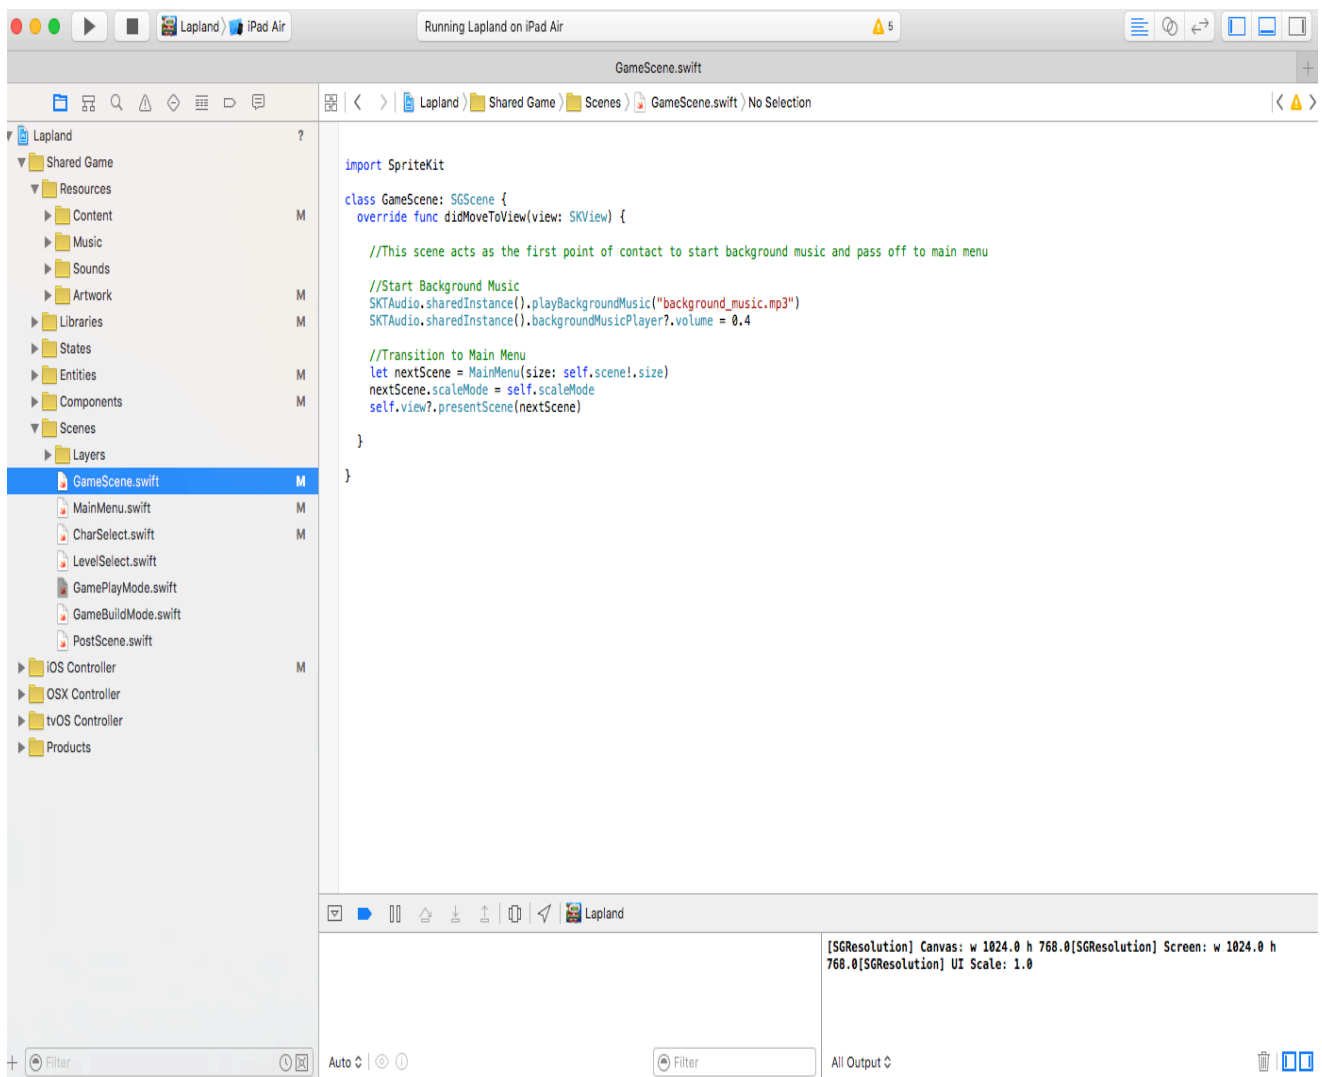 Lapland
iPad Air
Running Lapland on iPad Air
5
GameScene.swift
Lapland
Shared Game
Scenes
GameScene.swift
No Selection
Lapland ?
Shared Game
Resources
Content M
Music
Sounds
Artwork M
Libraries M
States
Entities M
Components M
Scenes
Layers
GameScene.swift M
MainMenu.swift M
CharSelect.swift M
LevelSelect.swift
GamePlayMode.swift
GameBuildMode.swift
PostScene.swift
iOS Controller M
OSX Controller
tvOS Controller
Products
Filter
import SpriteKit
class GameScene: SGScene {
override func didMoveToView(view: SKView) {
//This scene acts as the first point of contact to start background music and pass off to main menu
//Start Background Music
SKTAudio.sharedInstance().playBackgroundMusic("background_music.mp3")
SKTAudio.sharedInstance().backgroundMusicPlayer?.volume = 0.4
//Transition to Main Menu
let nextScene = MainMenu(size: self.scene!.size)
nextScene.scaleMode = self.scaleMode
self.view?.presentScene(nextScene)
}
}
Lapland
Auto
Filter
[SGResolution] Canvas: w 1024.0 h 768.0[SGResolution] Screen: w 1024.0 h
768.0[SGResolution] UI Scale: 1.0
All Output